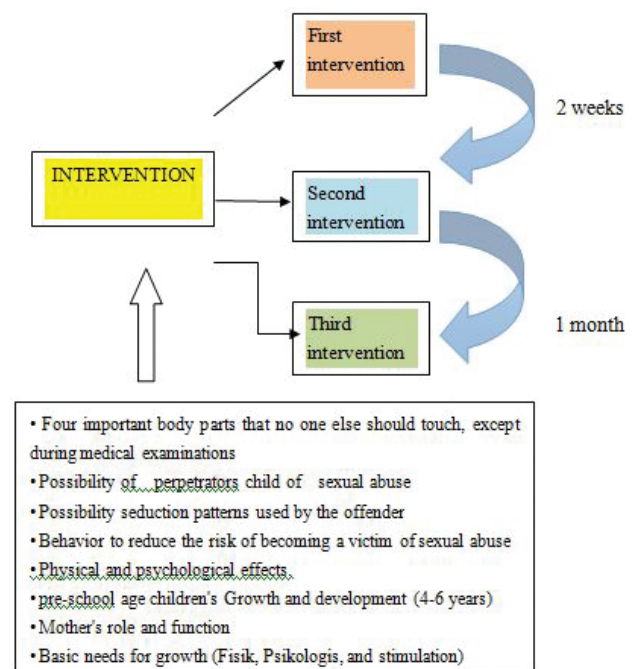 First
intervention
2 weeks
INTERVENTION
Second
intervention
1 month
Third
intervention
• Four important body parts that no one else should touch, except
during medical examinations
•Possibility of perpetrators child of sexual abuse
•Possibility seduction patterns used by the offender
•Behavior to reduce the risk of becoming a victim of sexual abuse
•Physical and psychological effects,
•pre-school age children's Growth and development (4-6 years)
•Mother's role and function
•Basic needs for growth (Fisik, Psikologis, and stimulation)